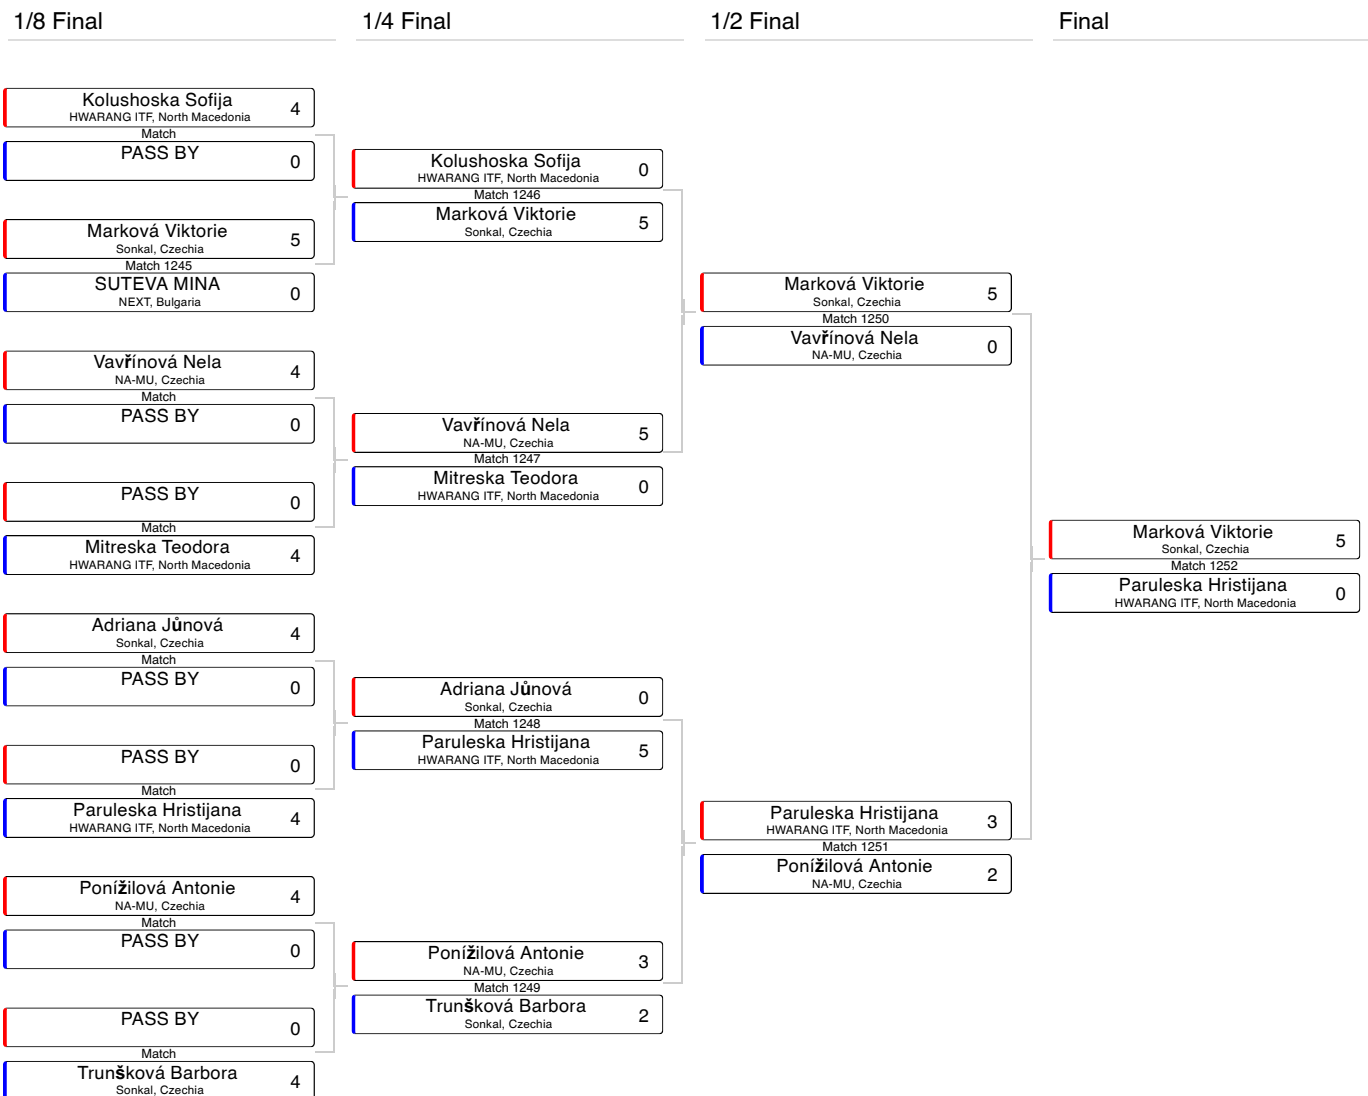 1/8 Final
1/4 Final
1/2 Final
Final
Kolushoska Sofija
HWARANG ITF, North Macedonia
4
Match
PASS BY
0
Marková Viktorie
Sonkal, Czechia
5
Match 1245
SUTEVA MINA
NEXT, Bulgaria
0
Vavřínová Nela
NA-MU, Czechia
4
Match
PASS BY
0
PASS BY
0
Match
Mitreska Teodora
HWARANG ITF, North Macedonia
4
Adriana Jůnová
Sonkal, Czechia
4
Match
PASS BY
0
PASS BY
0
Match
Paruleska Hristijana
HWARANG ITF, North Macedonia
4
Ponížilová Antonie
NA-MU, Czechia
4
Match
PASS BY
0
PASS BY
0
Match
Trunšková Barbora
Sonkal, Czechia
4
Kolushoska Sofija
HWARANG ITF, North Macedonia
0
Match 1246
Marková Viktorie
Sonkal, Czechia
5
Vavřínová Nela
NA-MU, Czechia
5
Match 1247
Mitreska Teodora
HWARANG ITF, North Macedonia
0
Adriana Jůnová
Sonkal, Czechia
0
Match 1248
Paruleska Hristijana
HWARANG ITF, North Macedonia
5
Ponížilová Antonie
NA-MU, Czechia
3
Match 1249
Trunšková Barbora
Sonkal, Czechia
2
Marková Viktorie
Sonkal, Czechia
5
Match 1250
Vavřínová Nela
NA-MU, Czechia
0
Paruleska Hristijana
HWARANG ITF, North Macedonia
3
Match 1251
Ponížilová Antonie
NA-MU, Czechia
2
Marková Viktorie
Sonkal, Czechia
5
Match 1252
Paruleska Hristijana
HWARANG ITF, North Macedonia
0